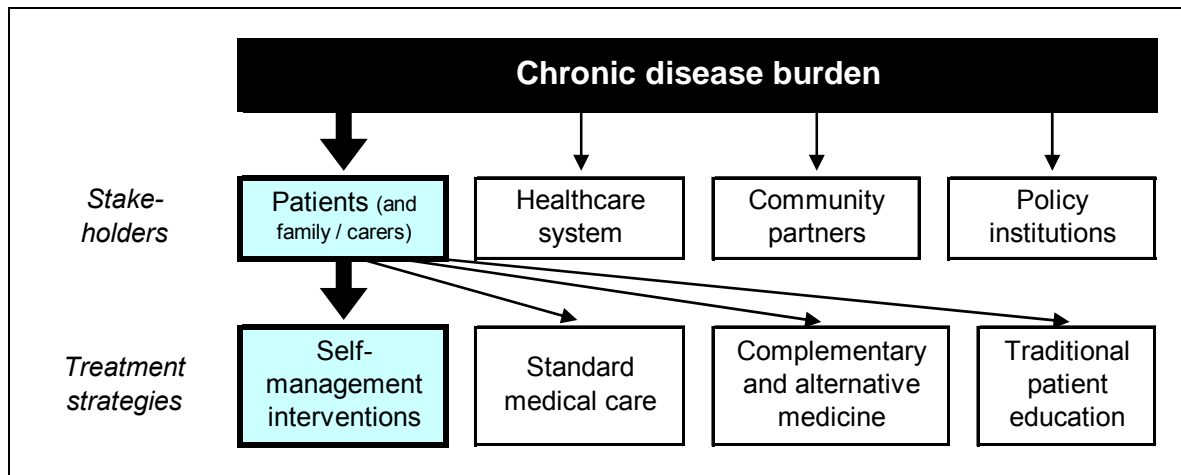 Chronic disease burden
Stake-
holders
Patients (and
family / carers)
Healthcare
system
Community
partners
Policy
institutions
Treatment
strategies
Self-
management
interventions
Standard
medical care
Complementary
and alternative
medicine
Traditional
patient
education